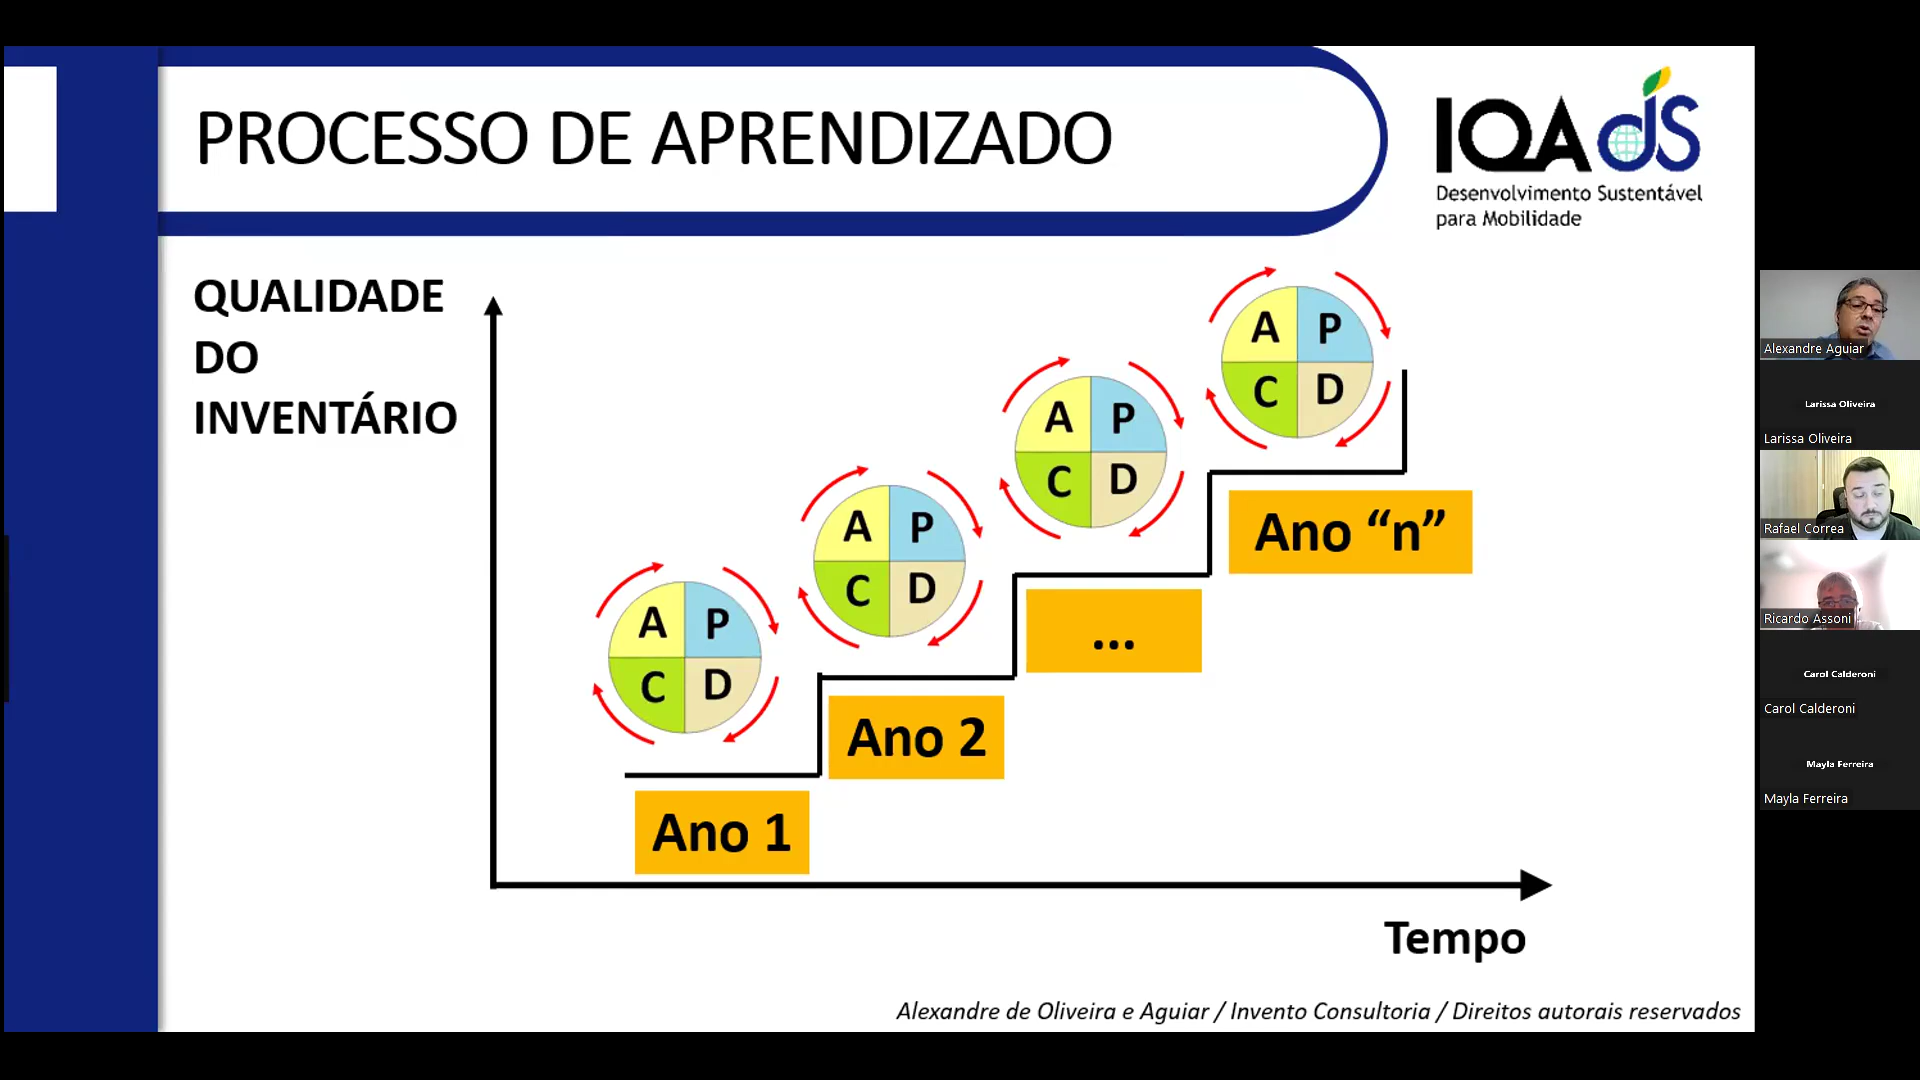 PROCESSO DE APRENDIZADO
IQA dS
Desenvolvimento Sustentável
para Mobilidade
QUALIDADE
DO
INVENTÁRIO
A P
C D
A P
C D
A P
C D
A P
C D
Ano 1
Ano 2
...
Ano “n”
Tempo
Alexandre de Oliveira e Aguiar / Invento Consultoria / Direitos autorais reservados
Alexandre Aguiar
Larissa Oliveira
Larissa Oliveira
Rafael Correa
Ricardo Assoni
Carol Calderoni
Carol Calderoni
Mayla Ferreira
Mayla Ferreira